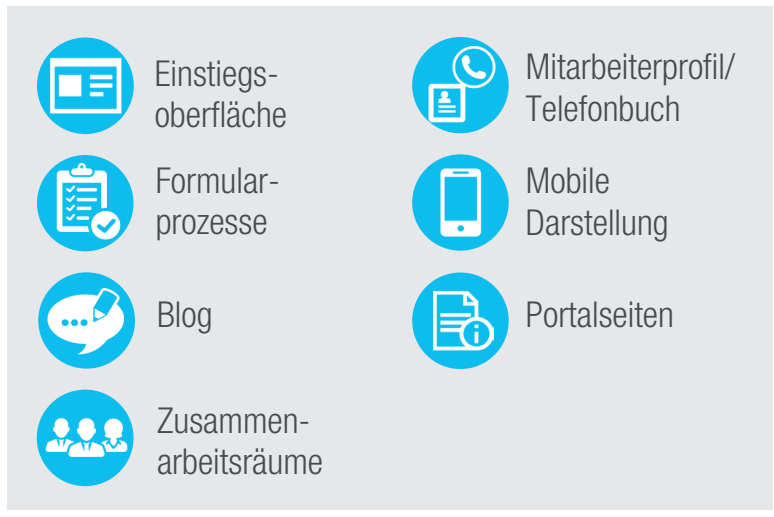 Einstiegs-
oberfläche
Formular-
prozesse
Blog
Zusammen-
arbeitsräume
Mitarbeiterprofil/
Telefonbuch
Mobile
Darstellung
Portalseiten